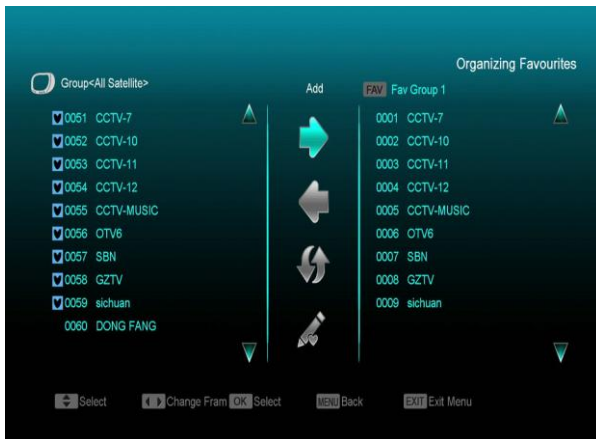 Organizing Favourites
Group<All Satellite>
Add
FAV Fav Group 1
0051 CCTV-7
0052 CCTV-10
0053 CCTV-11
0054 CCTV-12
0055 CCTV-MUSIC
0056 OTV6
0057 SBN
0058 GZTV
0059 sichuan
0060 DONG FANG
0001 CCTV-7
0002 CCTV-10
0003 CCTV-11
0004 CCTV-12
0005 CCTV-MUSIC
0006 OTV6
0007 SBN
0008 GZTV
0009 sichuan
Select Change Fram OK Select MENU Back EXIT Exit Menu